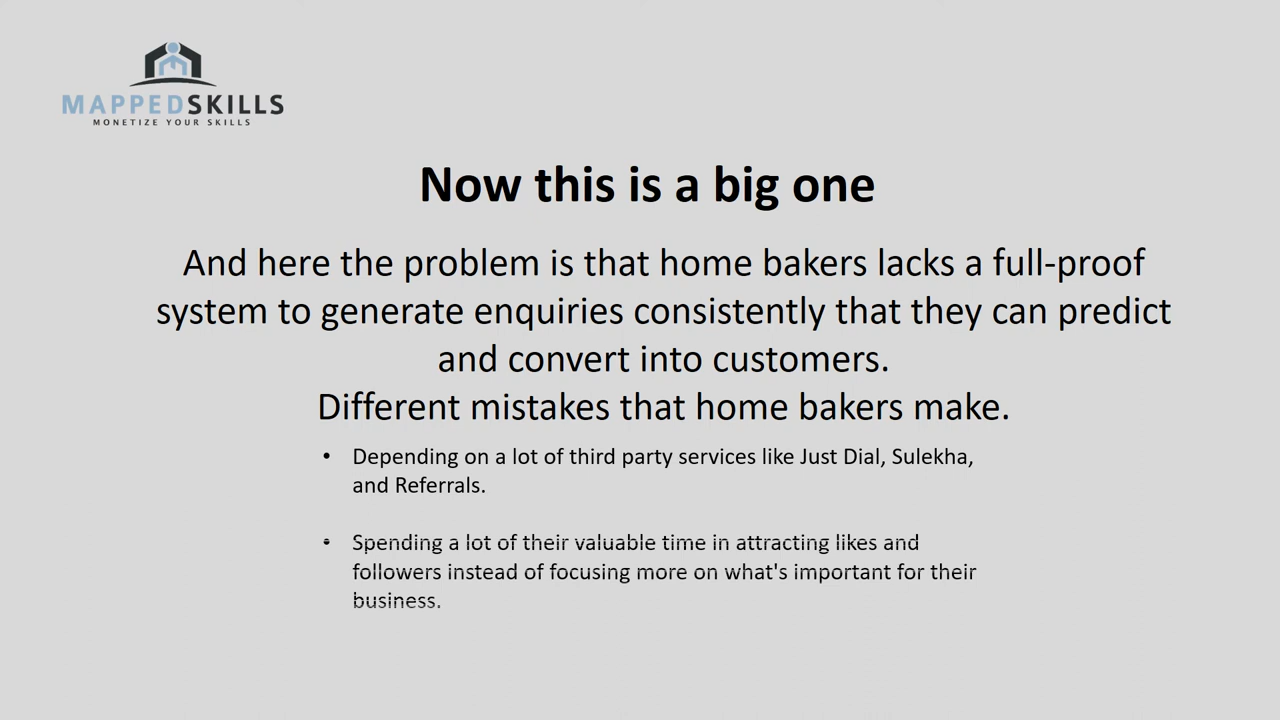 MAPPEDSKILLS
MONETIZE YOUR SKILLS
Now this is a big one
And here the problem is that home bakers lacks a full-proof
system to generate enquiries consistently that they can predict
and convert into customers.
Different mistakes that home bakers make.
• Depending on a lot of third party services like Just Dial, Sulekha,
and Referrals.
• Spending a lot of their valuable time in attracting likes and
followers instead of focusing more on what's important for their
business.